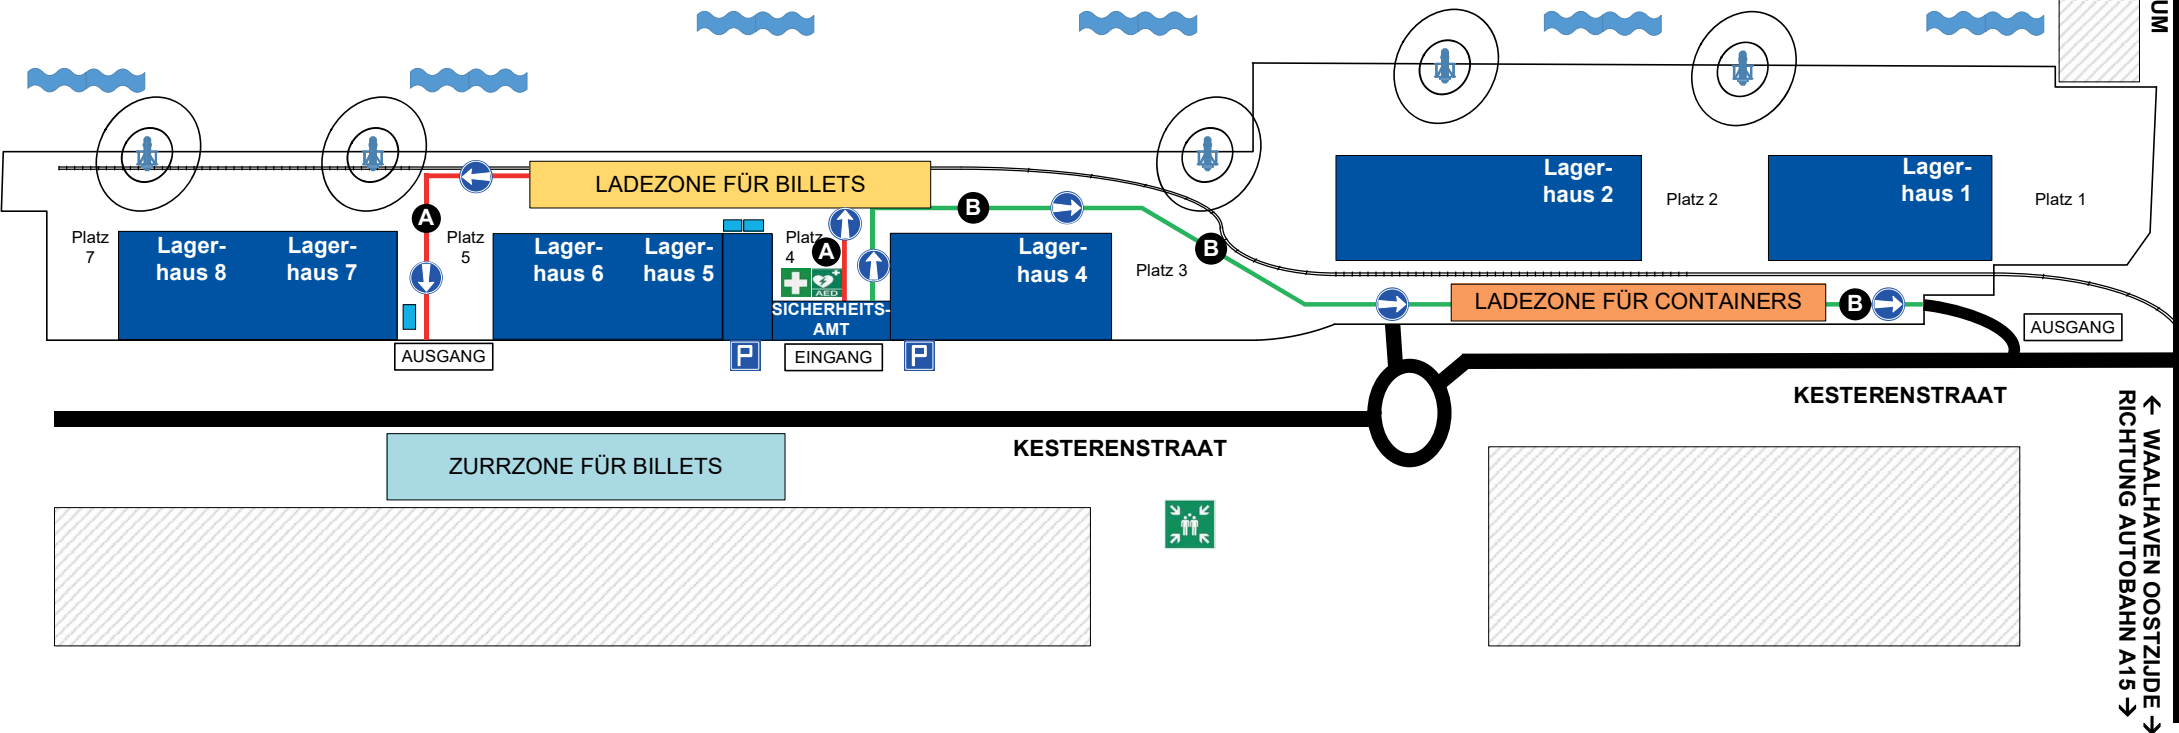 UM
Lager-
haus 2
Platz 2
Lager-
haus 1
Platz 1
LADEZONE FÜR BILLETS
A
B
Platz
7
Lager-
haus 8
Lager-
haus 7
Platz
5
Lager-
haus 6
Lager-
haus 5
Platz
4
A
AED
Lager-
haus 4
Platz 3
B
SICHERHEITS-
AMT
LADEZONE FÜR CONTAINERS
B
AUSGANG
AUSGANG
P
EINGANG
P
KESTERENSTRAAT
KESTERENSTRAAT
ZURRZONE FÜR BILLETS
← WAALHAVEN OOSTZIJDE →
RICHTUNG AUTOBAHN A15 →